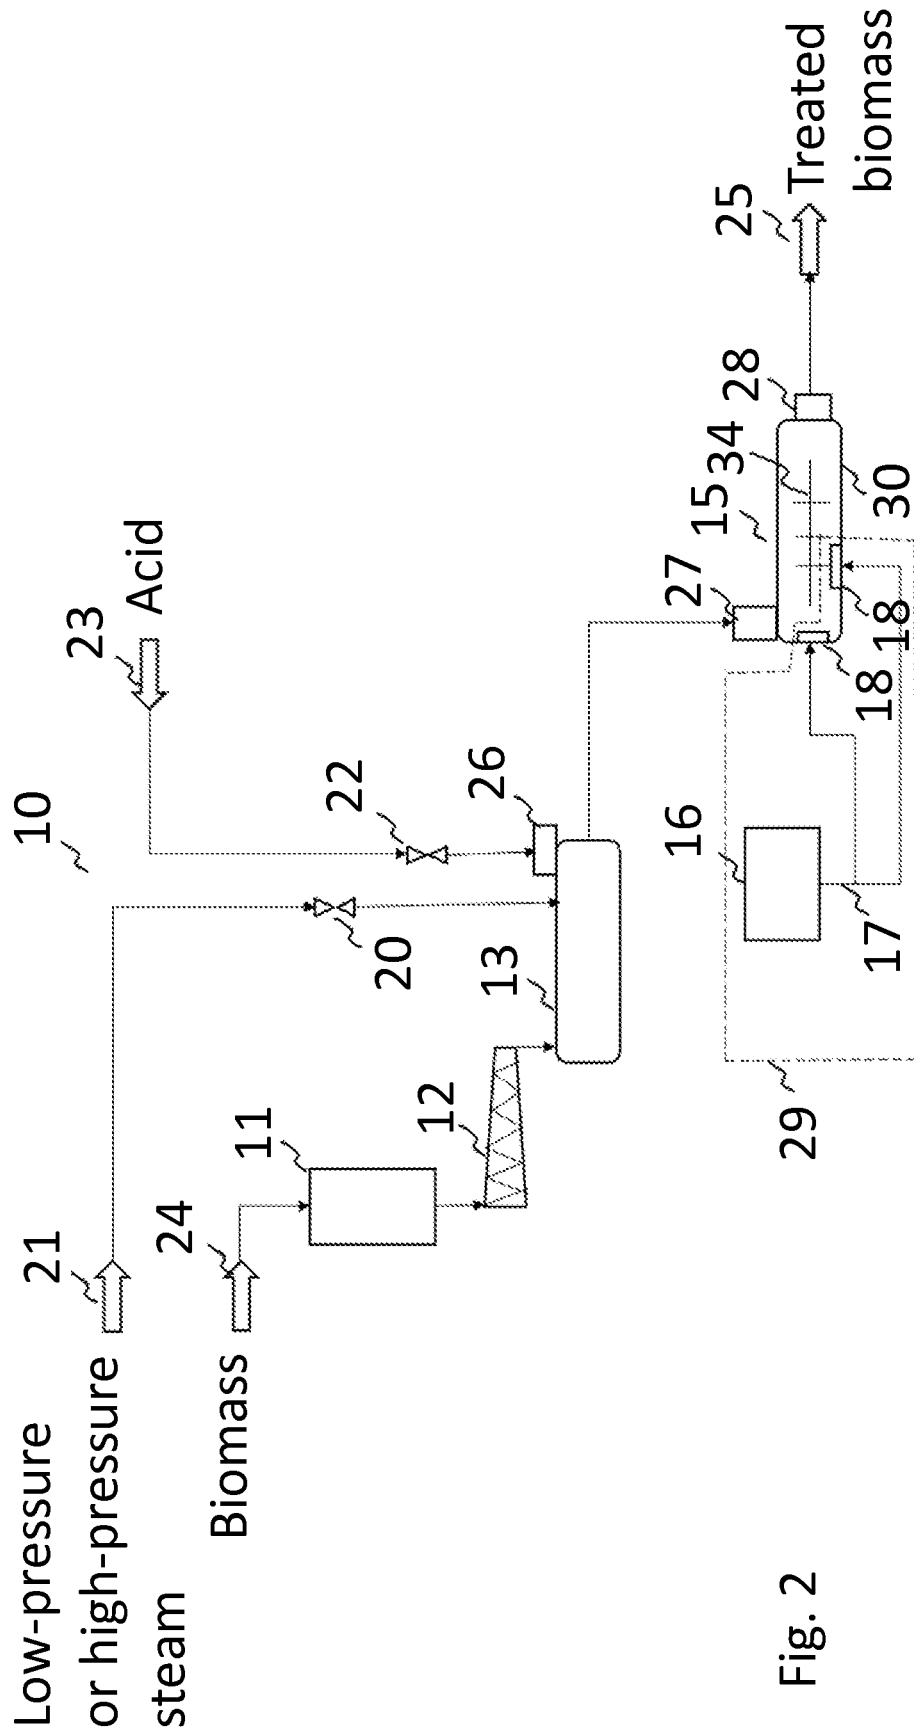 Low-pressure
or high-pressure
steam
21
10
23
Acid
Biomass
24
11
12
20
22
13
26
27
15
34
28
25
Treated
biomass
16
17
18
18
30
29
Fig. 2